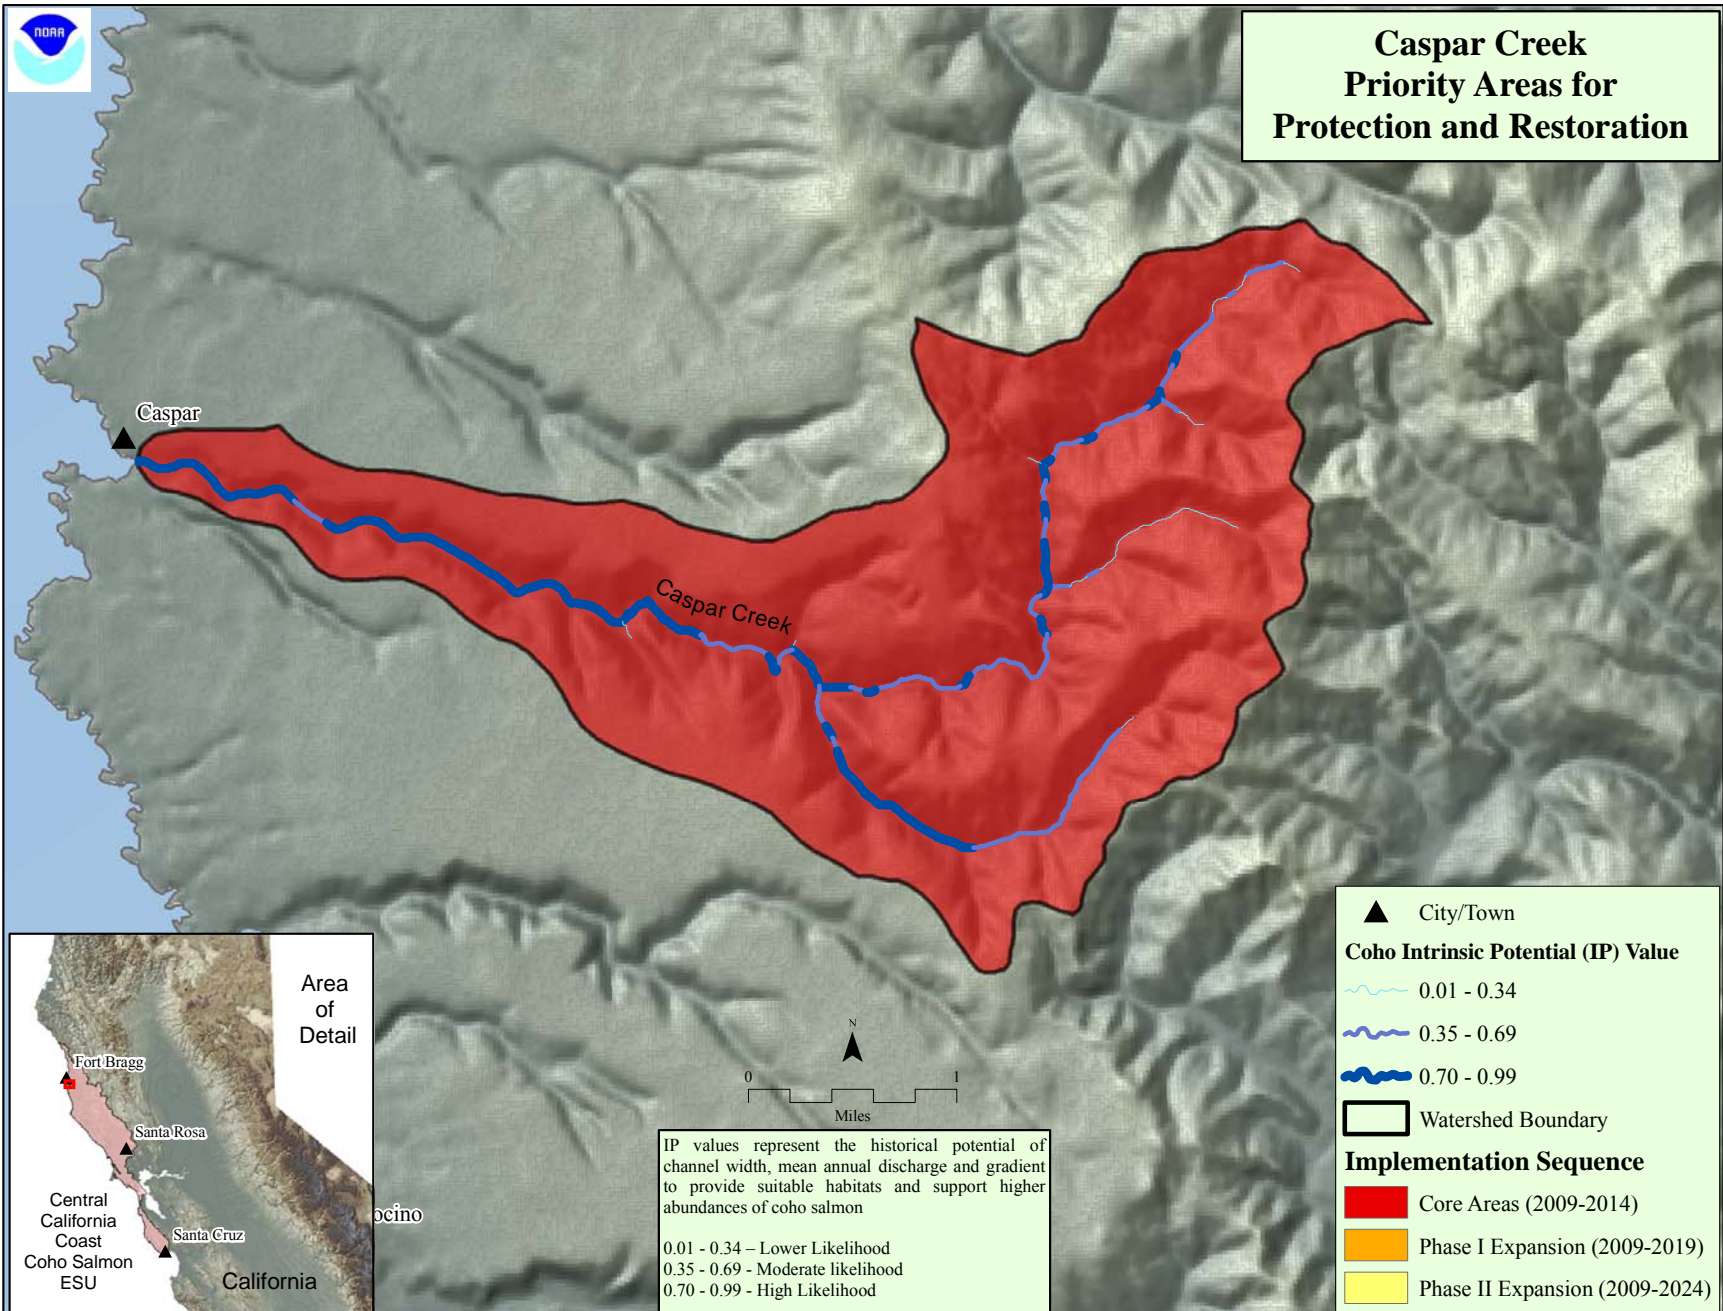 NOAA
Caspar Creek
Priority Areas for
Protection and Restoration
Caspar
Caspar Creek
City/Town
Coho Intrinsic Potential (IP) Value
0.01 - 0.34
0.35 - 0.69
0.70 - 0.99
Watershed Boundary
Implementation Sequence
Core Areas (2009-2014)
Phase I Expansion (2009-2019)
Phase II Expansion (2009-2024)
N
0 1
Miles
IP values represent the historical potential of
channel width, mean annual discharge and gradient
to provide suitable habitats and support higher
abundances of coho salmon
0.01 - 0.34 – Lower Likelihood
0.35 - 0.69 - Moderate likelihood
0.70 - 0.99 - High Likelihood
ocino
Area
of
Detail
Fort Bragg
Santa Rosa
Santa Cruz
Central
California
Coast
Coho Salmon
ESU
California